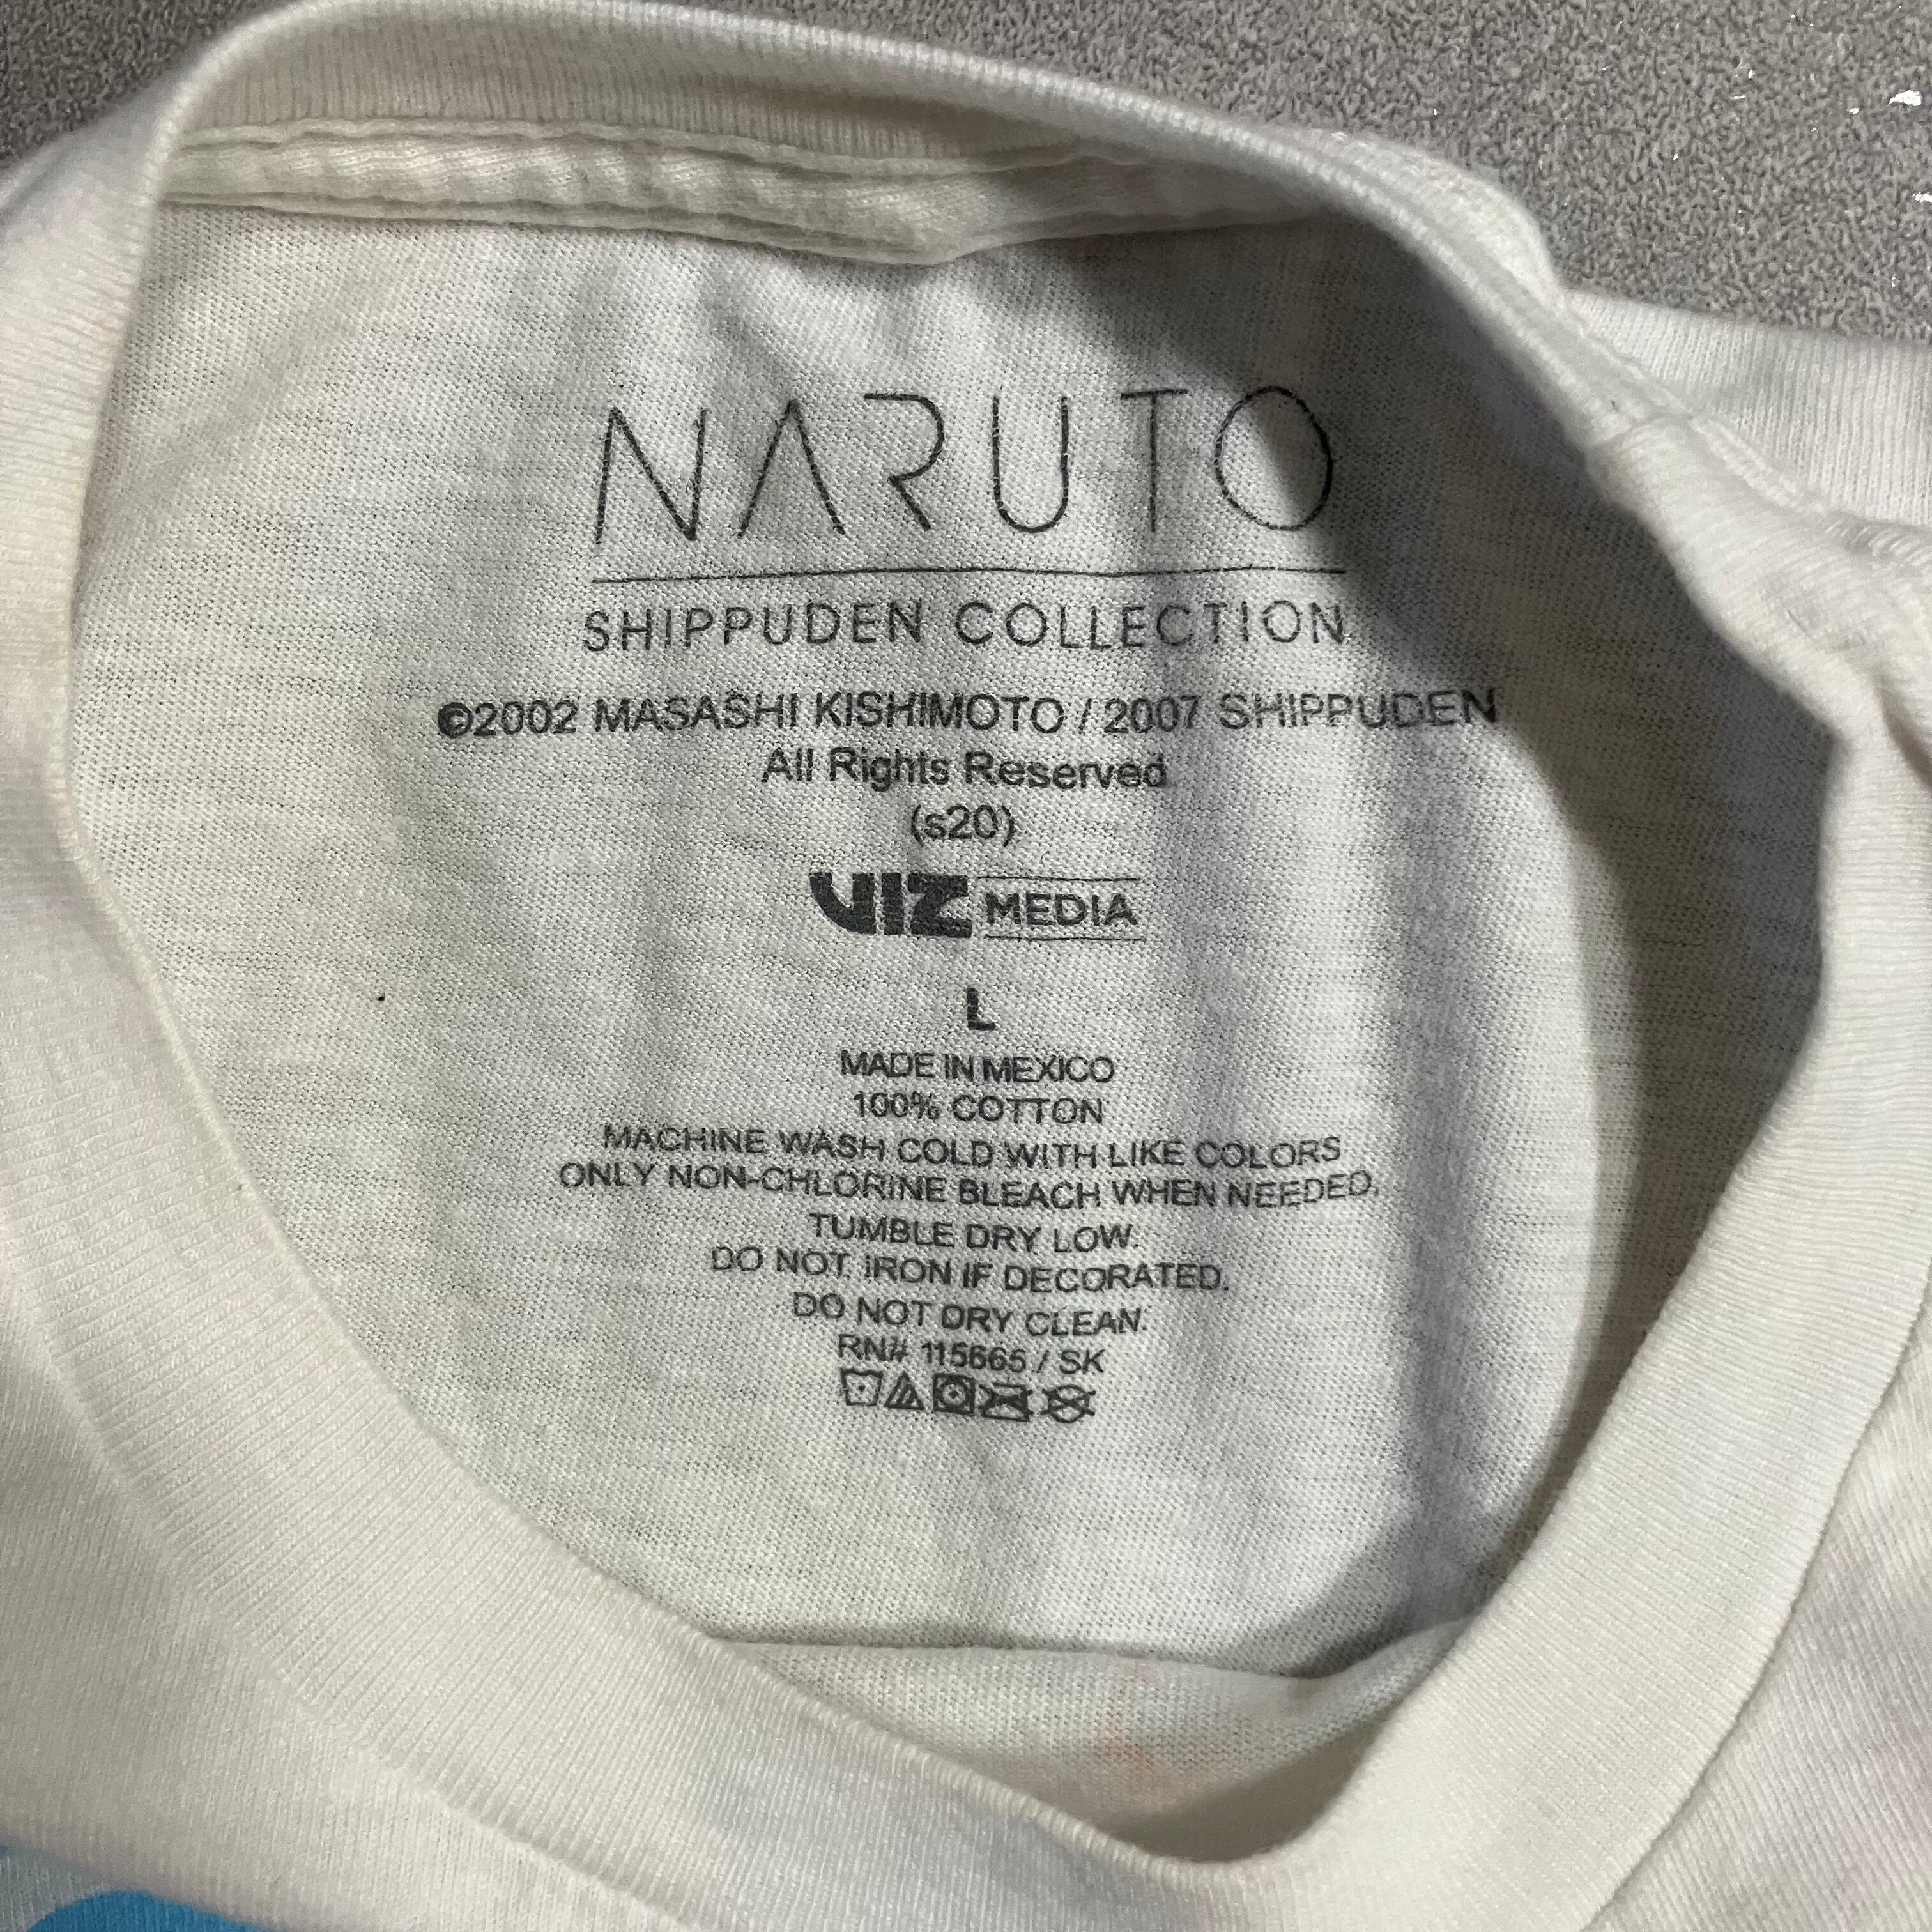 NARUTO
SHIPPUDEN COLLECTION
©2002 MASASHI KISHIMOTO / 2007 SHIPPUDEN
All Rights Reserved
(s20)
VIZ MEDIA
L
MADE IN MEXICO
100% COTTON
MACHINE WASH COLD WITH LIKE COLORS
ONLY NON-CHLORINE BLEACH WHEN NEEDED.
TUMBLE DRY LOW.
DO NOT IRON IF DECORATED.
DO NOT DRY CLEAN.
RN# 115665 / SK